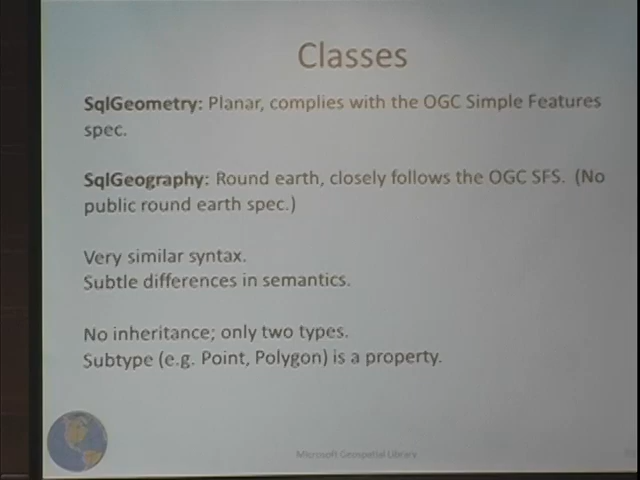 Classes
SqlGeometry: Planar, complies with the OGC Simple Features
spec.
SqlGeography: Round earth, closely follows the OGC SFS. (No
public round earth spec.)
Very similar syntax.
Subtle differences in semantics.
No inheritance; only two types.
Subtype (e.g. Point, Polygon) is a property.
Microsoft Geospatial Library